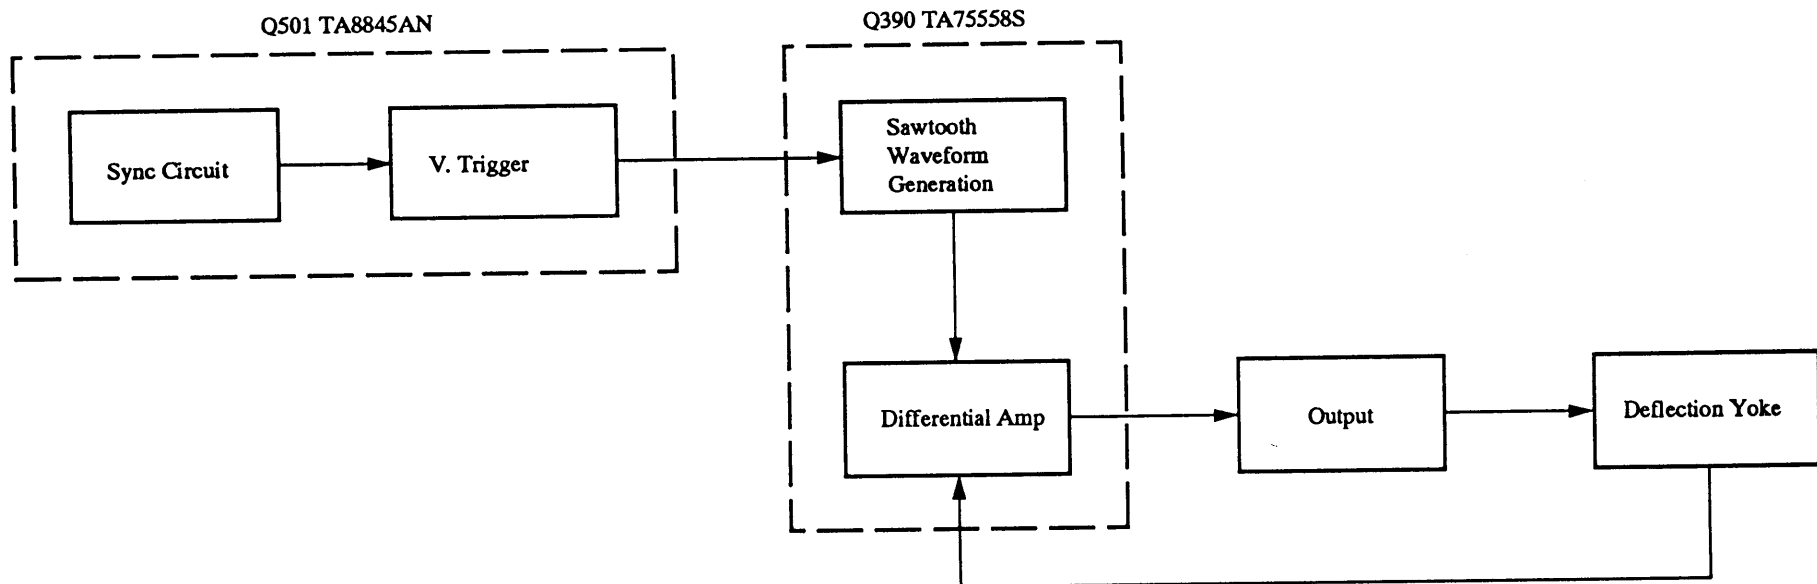 Q501 TA8845AN
Q390 TA75558S
Sync Circuit
V. Trigger
Sawtooth
Waveform
Generation
Differential Amp
Output
Deflection Yoke